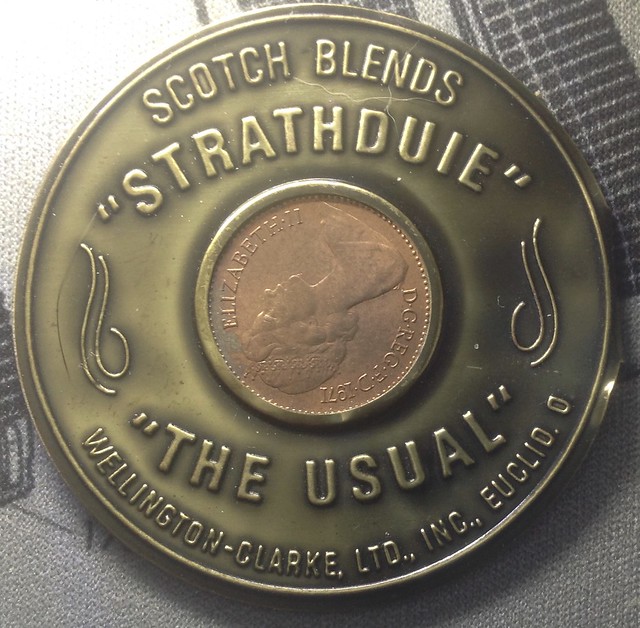 SCOTCH BLENDS
"STRATHDUIE"
ELIZABETH·II
D·G·REG·F·D·1971
"THE USUAL"
WELLINGTON-CLARKE, LTD., INC., EUCLID. O